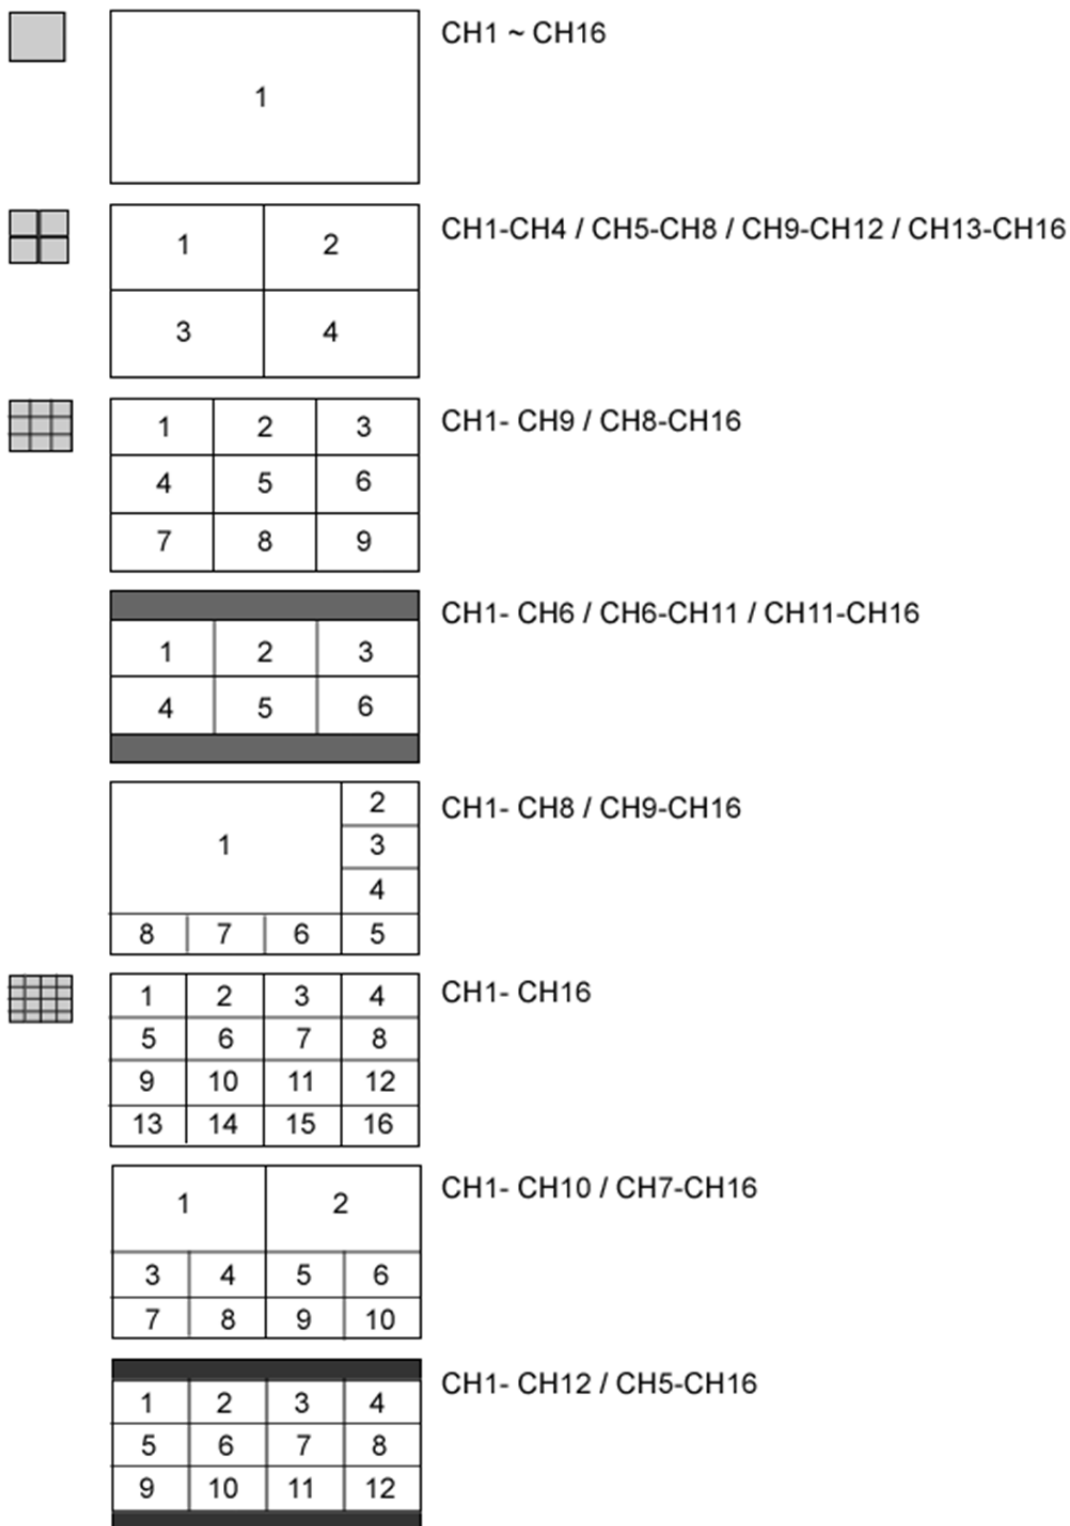 CH1 ~ CH16
1
CH1-CH4 / CH5-CH8 / CH9-CH12 / CH13-CH16
1 2
3 4
CH1- CH9 / CH8-CH16
1 2 3
4 5 6
7 8 9
CH1- CH6 / CH6-CH11 / CH11-CH16
1 2 3
4 5 6
CH1- CH8 / CH9-CH16
2
1 3
4
8 7 6 5
CH1- CH16
1 2 3 4
5 6 7 8
9 10 11 12
13 14 15 16
CH1- CH10 / CH7-CH16
1 2
3 4 5 6
7 8 9 10
CH1- CH12 / CH5-CH16
1 2 3 4
5 6 7 8
9 10 11 12